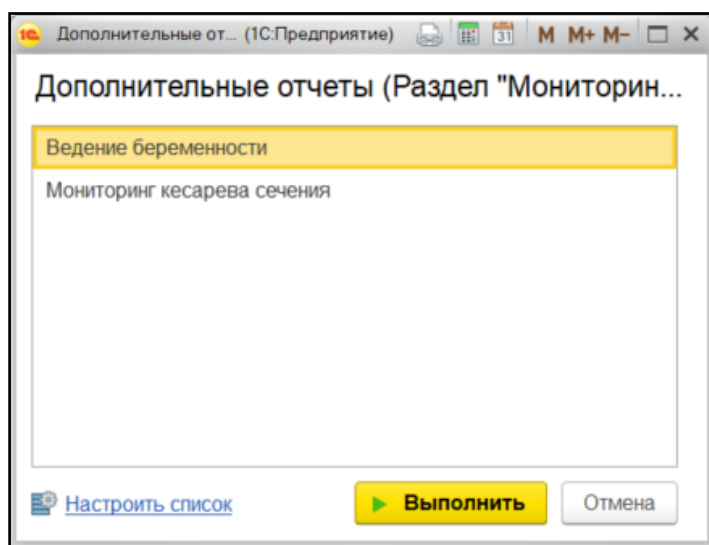 1С Дополнительные от... (1С:Предприятие) 31 M M+ M-
Дополнительные отчеты (Раздел "Мониторин...
Ведение беременности
Мониторинг кесарева сечения
Настроить список Выполнить Отмена